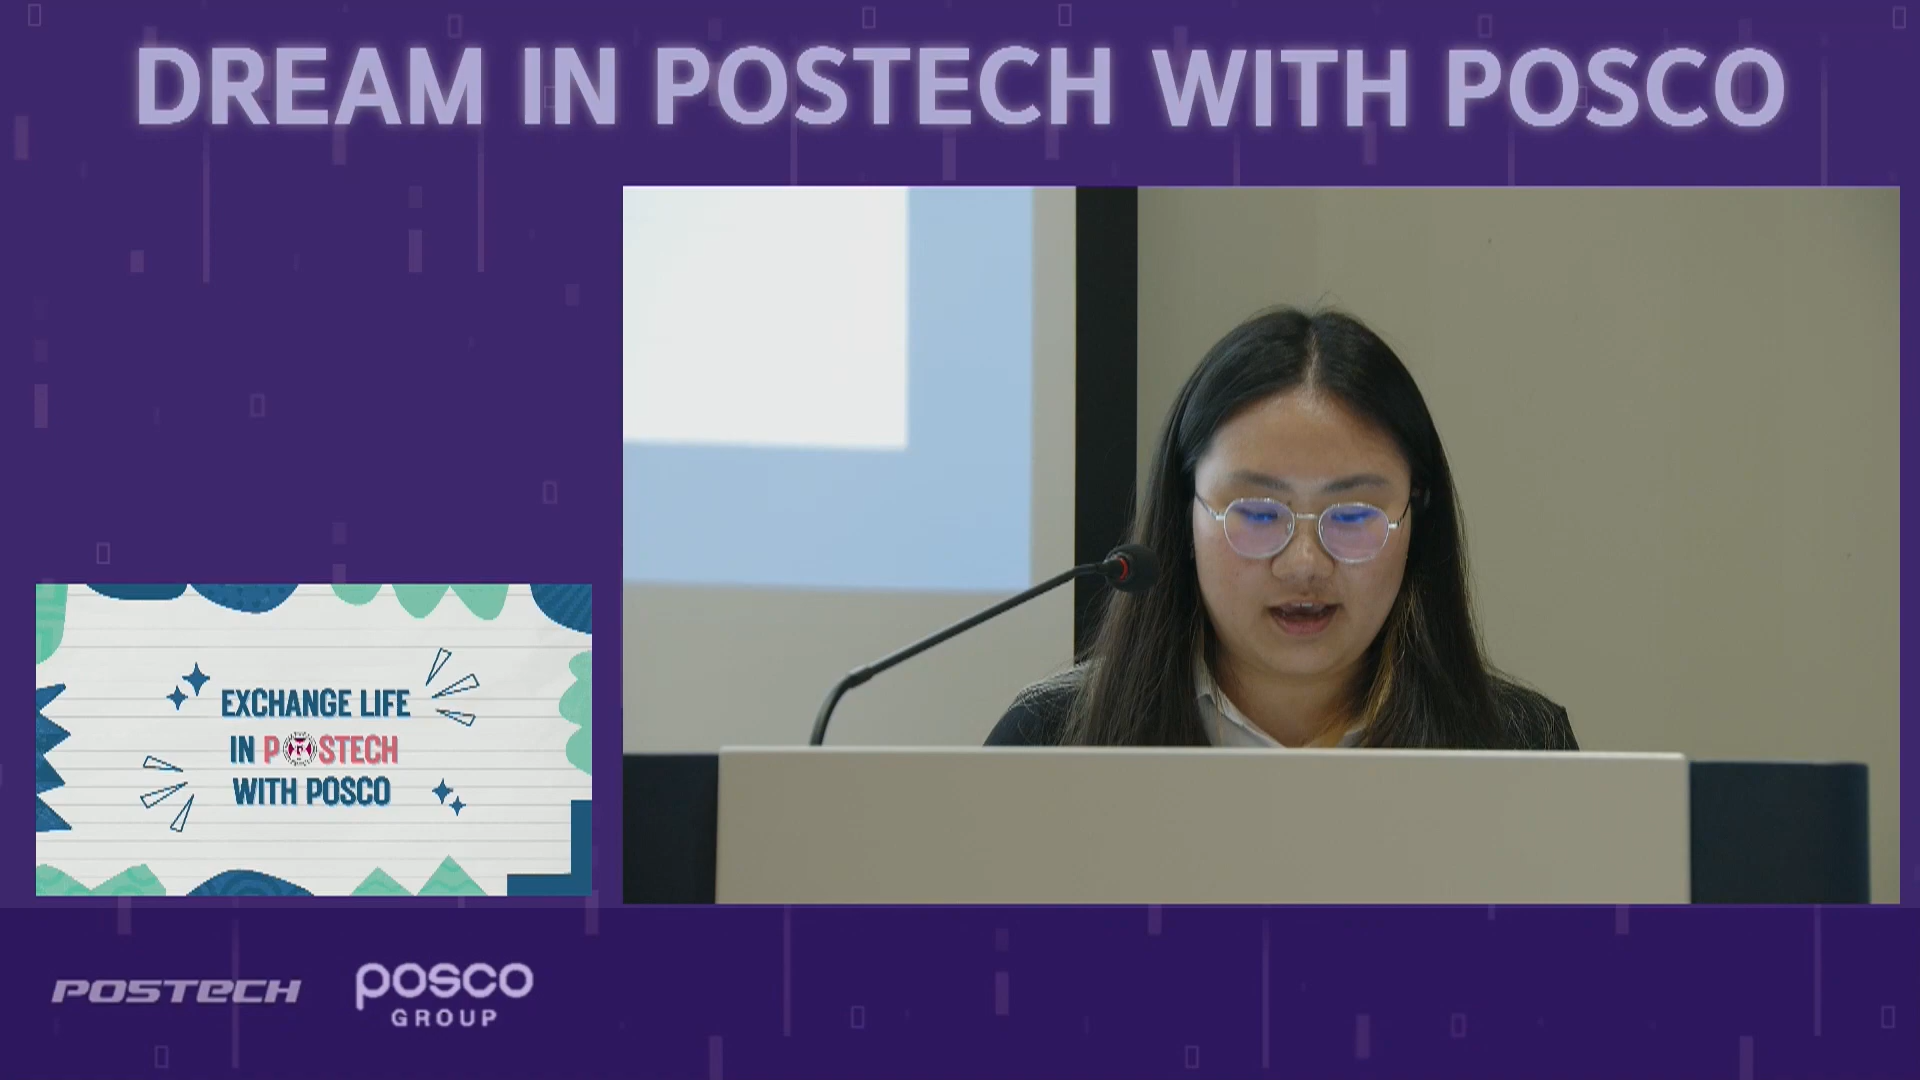 DREAM IN POSTECH WITH POSCO
EXCHANGE LIFE
IN POSTECH
WITH POSCO
POSTECH
posco
GROUP